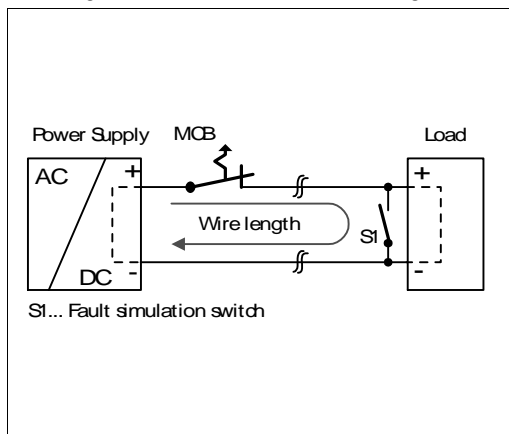 Power Supply MCB Load
AC + +
Wire length
S1
DC - -
S1... Fault simulation switch